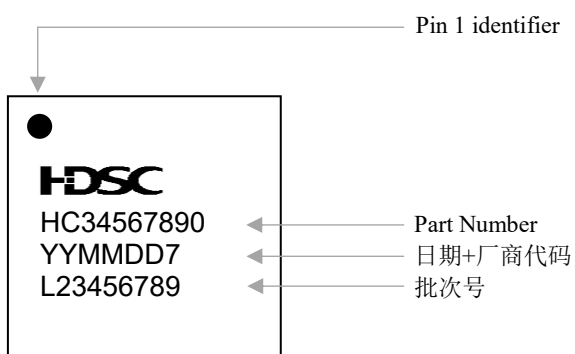 Pin 1 identifier
HDSC
HC34567890
Part Number
YYMMDD7
日期+厂商代码
L23456789
批次号